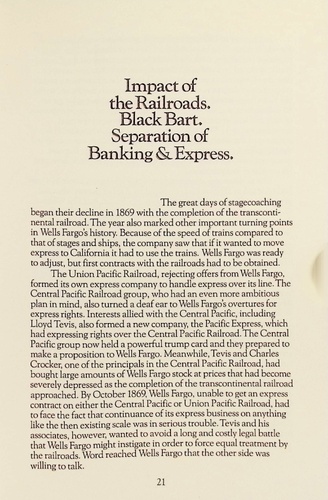 Impact of
the Railroads.
Black Bart.
Separation of
Banking & Express.
The great days of stagecoaching
began their decline in 1869 with the completion of the transconti-
nental railroad. The year also marked other important turning points
in Wells Fargo's history. Because of the speed of trains compared to
that of stages and ships, the company saw that if it wanted to move
express to California it had to use the trains. Wells Fargo was ready
to adjust, but first contracts with the railroads had to be obtained.
The Union Pacific Railroad, rejecting offers from Wells Fargo,
formed its own express company to handle express over its line. The
Central Pacific Railroad group, who had an even more ambitious
plan in mind, also turned a deaf ear to Wells Fargo's overtures for
express rights. Interests allied with the Central Pacific, including
Lloyd Tevis, also formed a new company, the Pacific Express, which
had expressing rights over the Central Pacific Railroad. The Central
Pacific group now held a powerful trump card and they prepared to
make a proposition to Wells Fargo. Meanwhile, Tevis and Charles
Crocker, one of the principals in the Central Pacific Railroad, had
bought large amounts of Wells Fargo stock at prices that had become
severely depressed as the completion of the transcontinental railroad
approached. By October 1869, Wells Fargo, unable to get an express
contract on either the Central Pacific or Union Pacific Railroad, had
to face the fact that continuance of its express business on anything
like the then existing scale was in serious trouble. Tevis and his
associates, however, wanted to avoid a long and costly legal battle
that Wells Fargo might instigate in order to force equal treatment by
the railroads. Word reached Wells Fargo that the other side was
willing to talk.
21